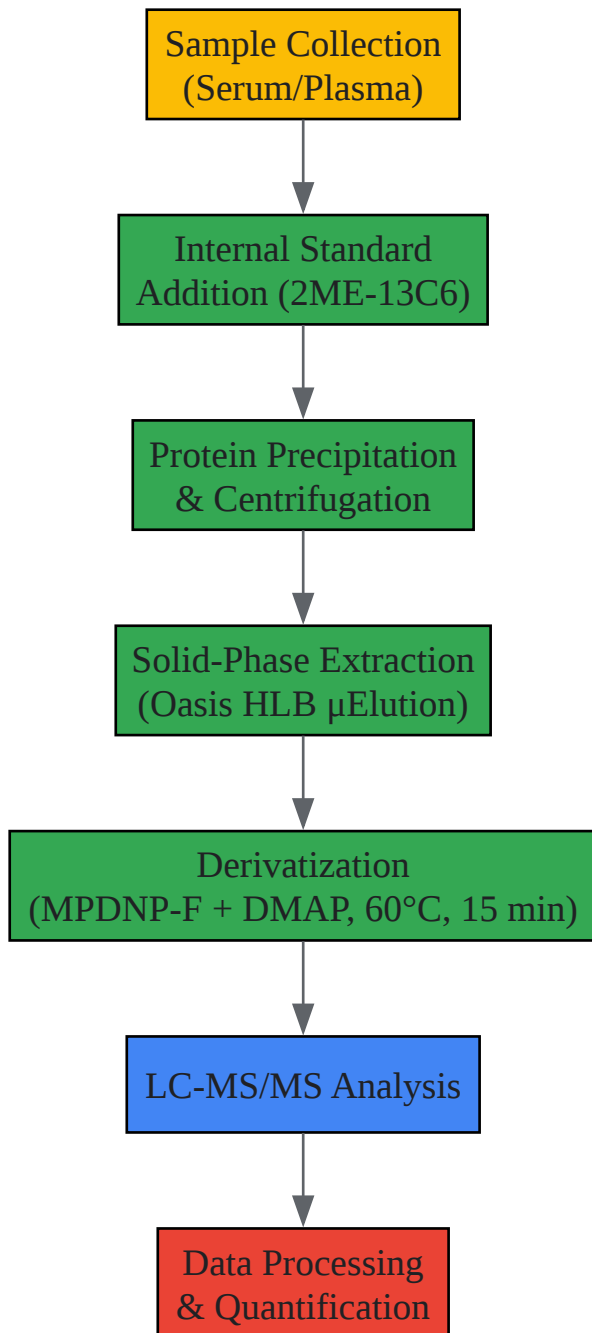 Sample Collection
(Serum/Plasma)
Internal Standard
Addition (2ME-13C6)
Protein Precipitation
& Centrifugation
Solid-Phase Extraction
(Oasis HLB μElution)
Derivatization
(MPDNP-F + DMAP, 60°C, 15 min)
LC-MS/MS Analysis
Data Processing
& Quantification